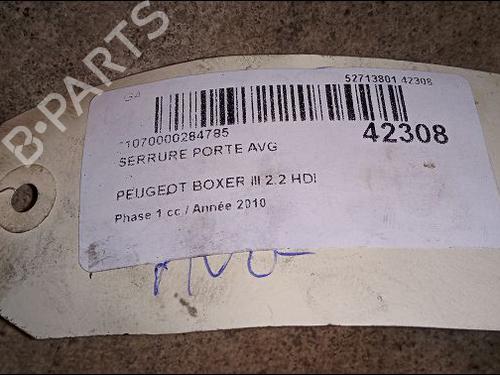 B-PARTS
GA
52713801 42308
*1070000284785
42308
SERRURE PORTE AVG
PEUGEOT BOXER III 2.2 HDI
Phase 1 cc / Année 2010